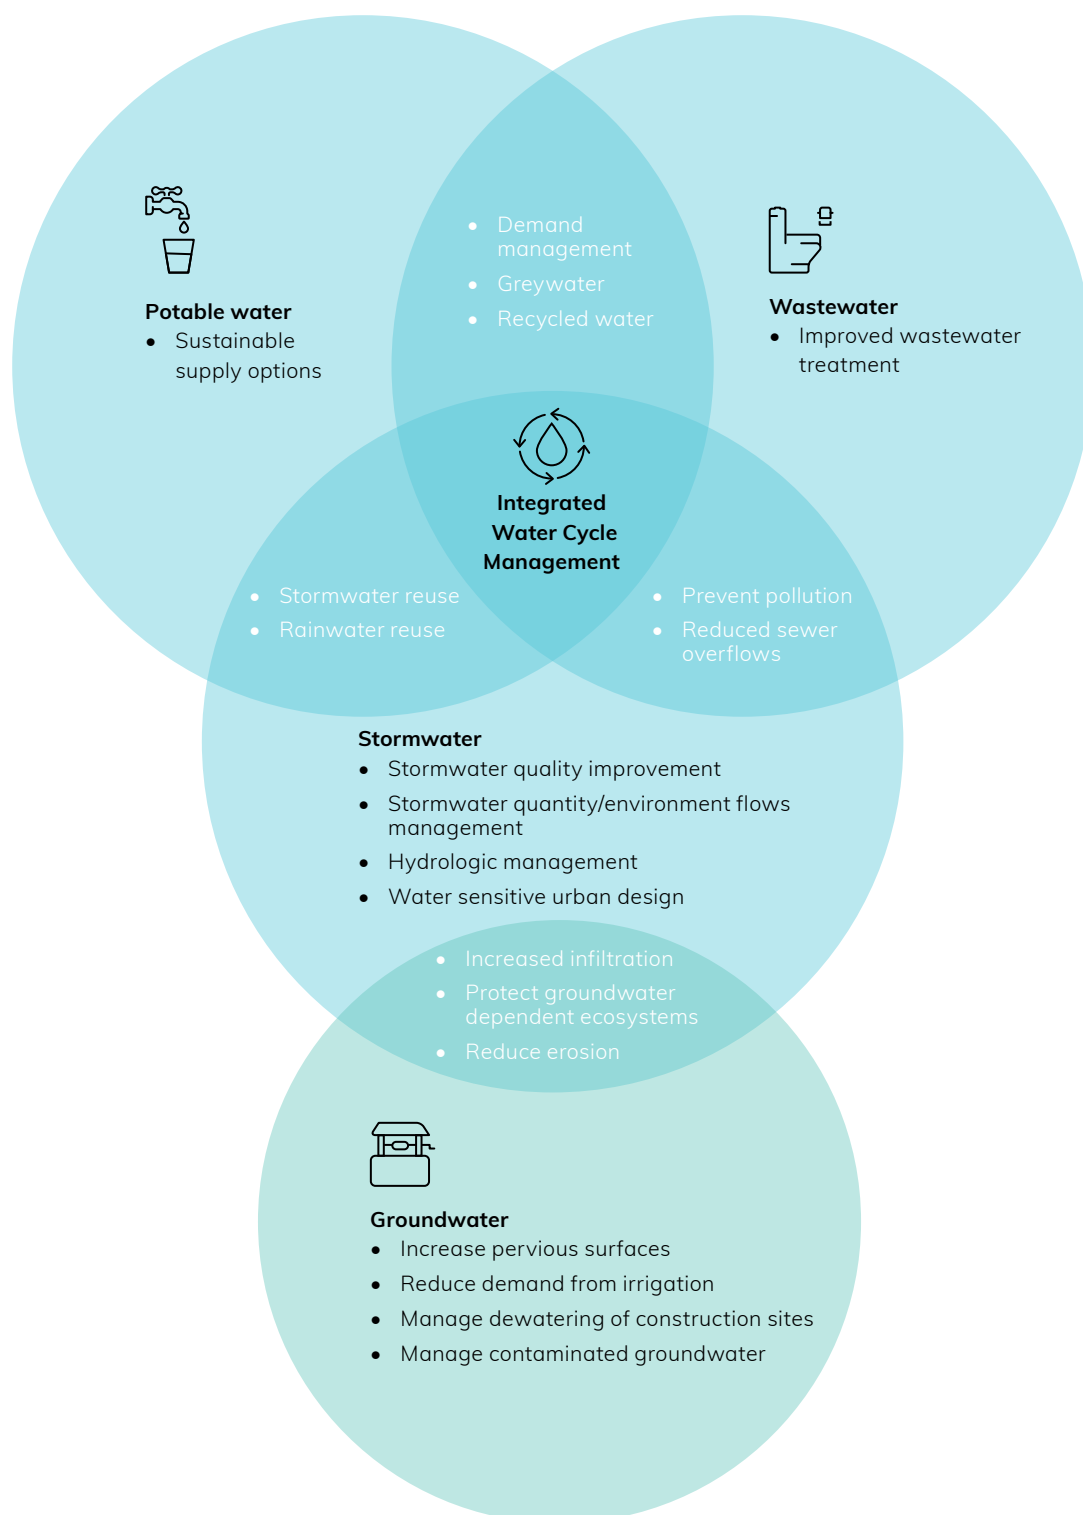 • Demand
management
• Greywater
• Recycled water
Potable water
• Sustainable
supply options
Wastewater
• Improved wastewater
treatment
Integrated
Water Cycle
Management
• Stormwater reuse
• Rainwater reuse
• Prevent pollution
• Reduced sewer
overflows
Stormwater
• Stormwater quality improvement
• Stormwater quantity/environment flows
management
• Hydrologic management
• Water sensitive urban design
• Increased infiltration
• Protect groundwater
dependent ecosystems
• Reduce erosion
Groundwater
• Increase pervious surfaces
• Reduce demand from irrigation
• Manage dewatering of construction sites
• Manage contaminated groundwater